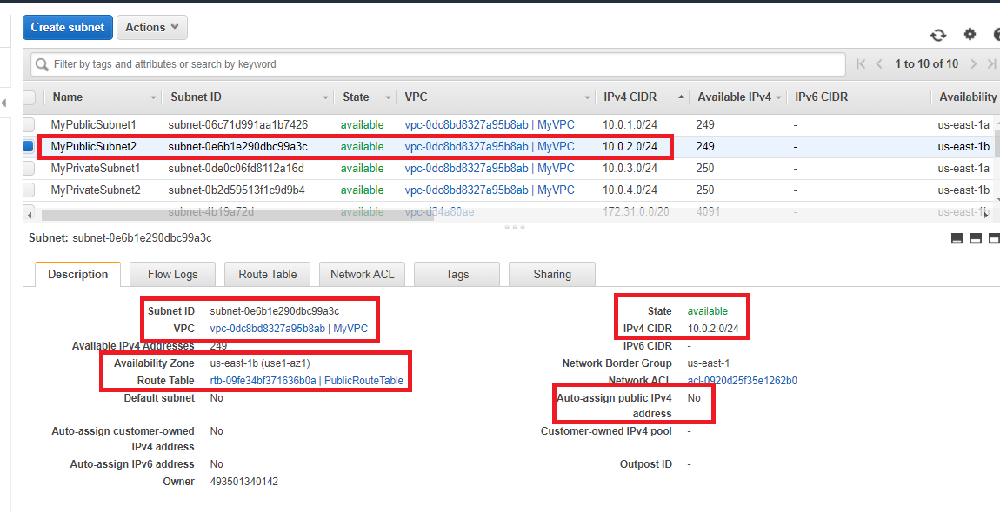 Create subnet Actions
Filter by tags and attributes or search by keyword 1 to 10 of 10
Name Subnet ID State VPC IPv4 CIDR Available IPv4 IPv6 CIDR Availability
MyPublicSubnet1 subnet-06c71d991aa1b7426 available vpc-0dc8bd8327a95b8ab | MyVPC 10.0.1.0/24 249 - us-east-1a
MyPublicSubnet2 subnet-0e6b1e290dbc99a3c available vpc-0dc8bd8327a95b8ab | MyVPC 10.0.2.0/24 249 - us-east-1b
MyPrivateSubnet1 subnet-0de0c06fd8112a16d available vpc-0dc8bd8327a95b8ab | MyVPC 10.0.3.0/24 250 - us-east-1a
MyPrivateSubnet2 subnet-0b2d59513f1c9d9b4 available vpc-0dc8bd8327a95b8ab | MyVPC 10.0.4.0/24 250 - us-east-1b
subnet-4b19a72d available vpc-d34a80ae 172.31.0.0/20 4091 - us-east-1b
Subnet: subnet-0e6b1e290dbc99a3c
Description Flow Logs Route Table Network ACL Tags Sharing
Subnet ID subnet-0e6b1e290dbc99a3c State available
VPC vpc-0dc8bd8327a95b8ab | MyVPC IPv4 CIDR 10.0.2.0/24
Available IPv4 Addresses 249 IPv6 CIDR -
Availability Zone us-east-1b (use1-az1) Network Border Group us-east-1
Route Table rtb-09fe34bf371636b0a | PublicRouteTable Network ACL acl-0920d25f35e1262b0
Default subnet No Auto-assign public IPv4 No
address
Auto-assign customer-owned No Customer-owned IPv4 pool -
IPv4 address
Auto-assign IPv6 address No Outpost ID -
Owner 493501340142